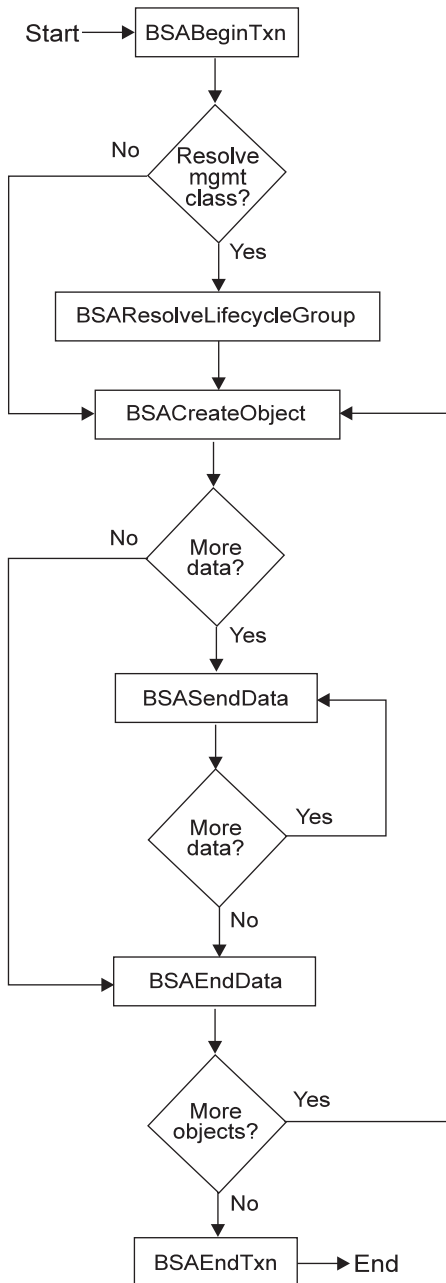 Start
BSABeginTxn
No
Resolve
mgmt
class?
Yes
BSAResolveLifecycleGroup
BSACreateObject
No
More
data?
Yes
BSASendData
More
data?
Yes
No
BSAEndData
More
objects?
Yes
No
BSAEndTxn
End